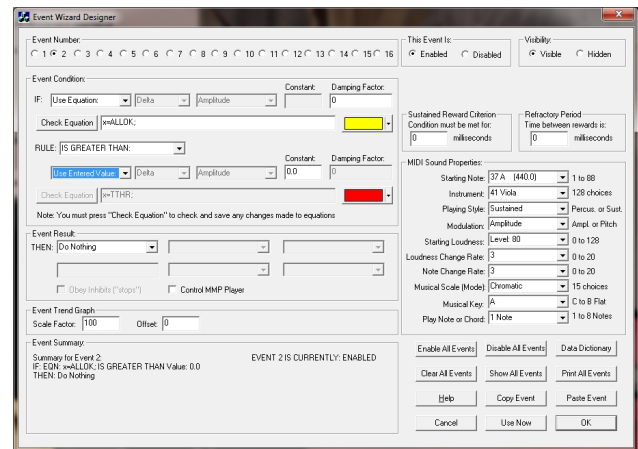 Event Wizard Designer
Event Number:
1 2 3 4 5 6 7 8 9 10 11 12 13 14 15 16
This Event Is:
Enabled Disabled
Visibility:
Visible Hidden
Event Condition:
Constant: Damping Factor:
IF: Use Equation: Delta Amplitude 0
Check Equation x=ALLOK;
RULE: IS GREATER THAN:
Constant: Damping Factor:
Use Entered Value: Delta Amplitude 0.0
Check Equation x=TTHR;
Note: You must press "Check Equation" to check and save any changes made to equations
Sustained Reward Criterion
Condition must be met for:
0 milliseconds
Refractory Period
Time between rewards is:
0 milliseconds
MIDI Sound Properties:
Starting Note: 37 A (440.0) 1 to 88
Instrument: 41 Viola 128 choices
Playing Style: Sustained Percus. or Sust.
Modulation: Amplitude Ampl. or Pitch
Starting Loudness: Level: 80 0 to 128
Loudness Change Rate: 3 0 to 20
Note Change Rate: 3 0 to 20
Musical Scale (Mode): Chromatic 15 choices
Musical Key: A C to B Flat
Play Note or Chord: 1 Note 1 to 8 Notes
Event Result
THEN: Do Nothing
Obey Inhibits ("stops") Control MMP Player
Event Trend Graph
Scale Factor: 100 Offset: 0
Event Summary:
Summary for Event 2: EVENT 2 IS CURRENTLY: ENABLED
IF: EQN: x=ALLOK; IS GREATER THAN Value: 0.0
THEN: Do Nothing
Enable All Events Disable All Events Data Dictionary
Clear All Events Show All Events Print All Events
Help Copy Event Paste Event
Cancel Use Now OK